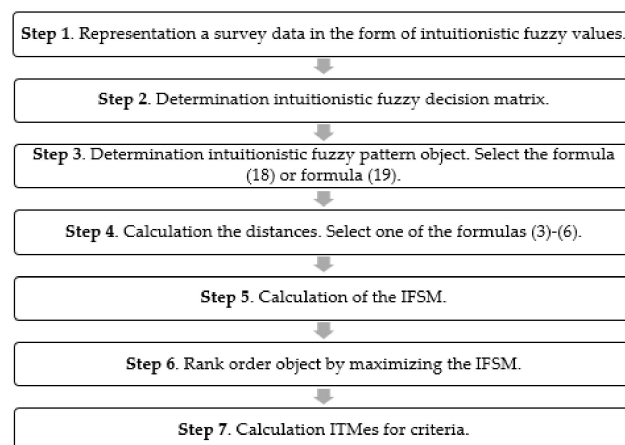 Step 1. Representation a survey data in the form of intuitionistic fuzzy values.
Step 2. Determination intuitionistic fuzzy decision matrix.
Step 3. Determination intuitionistic fuzzy pattern object. Select the formula
(18) or formula (19).
Step 4. Calculation the distances. Select one of the formulas (3)-(6).
Step 5. Calculation of the IFSM.
Step 6. Rank order object by maximizing the IFSM.
Step 7. Calculation ITMes for criteria.